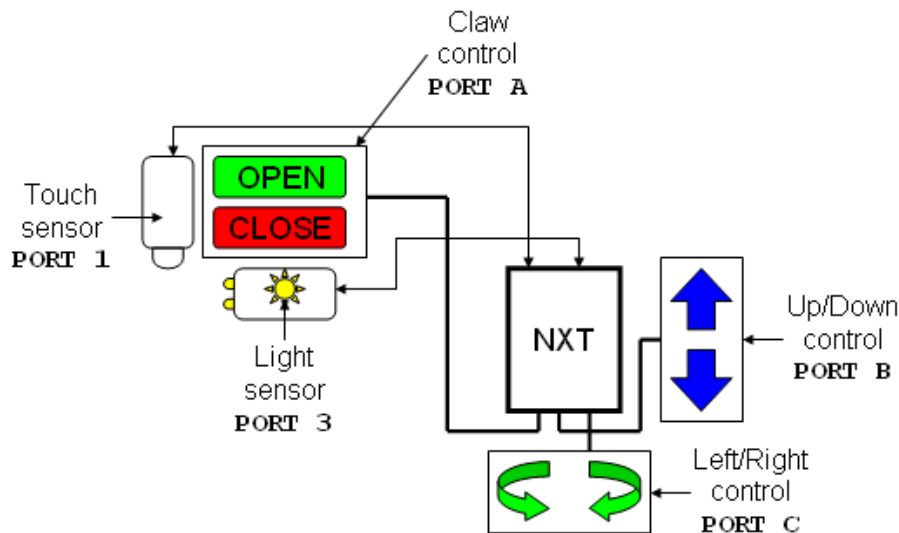 Claw
control
PORT A
OPEN
CLOSE
Touch
sensor
PORT 1
Light
sensor
PORT 3
NXT
Up/Down
control
PORT B
Left/Right
control
PORT C